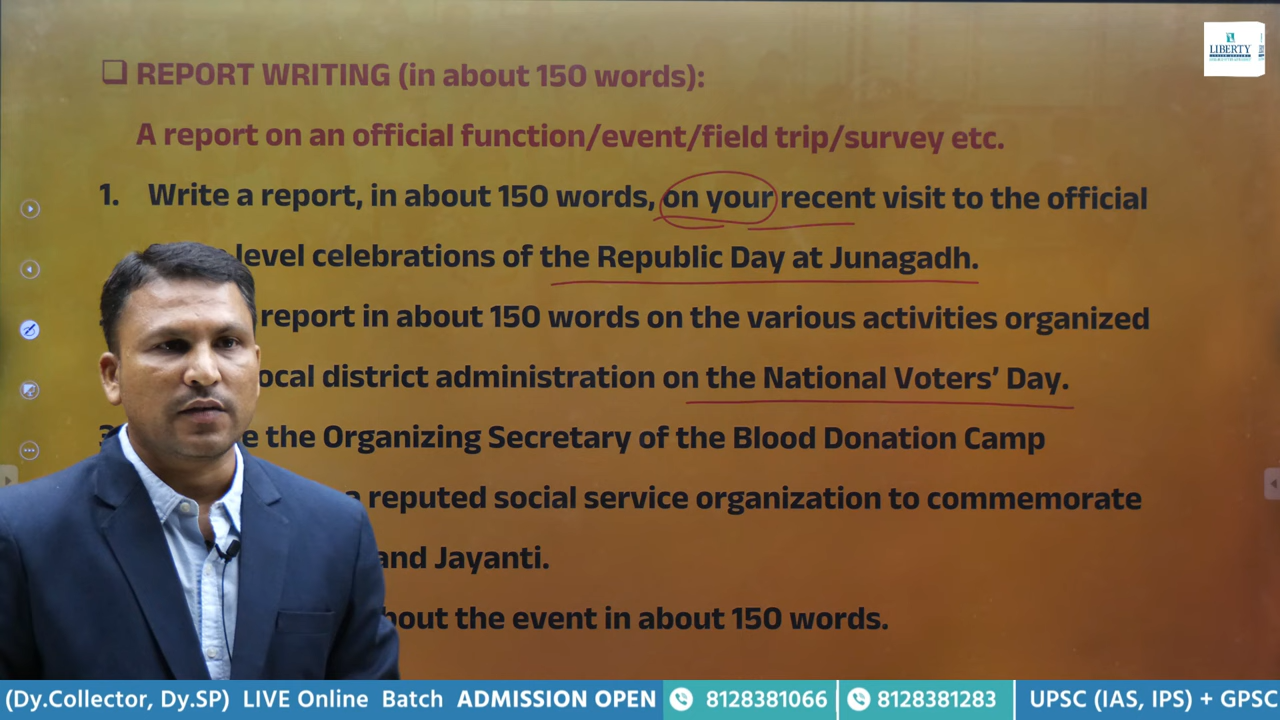 LIBERTY
❑ REPORT WRITING (in about 150 words):
A report on an official function/event/field trip/survey etc.
1. Write a report, in about 150 words, on your recent visit to the official
level celebrations of the Republic Day at Junagadh.
report in about 150 words on the various activities organized
ocal district administration on the National Voters’ Day.
3 e the Organizing Secretary of the Blood Donation Camp
a reputed social service organization to commemorate
and Jayanti.
bout the event in about 150 words.
(Dy.Collector, Dy.SP) LIVE Online Batch ADMISSION OPEN 8128381066 8128381283 UPSC (IAS, IPS) + GPSC